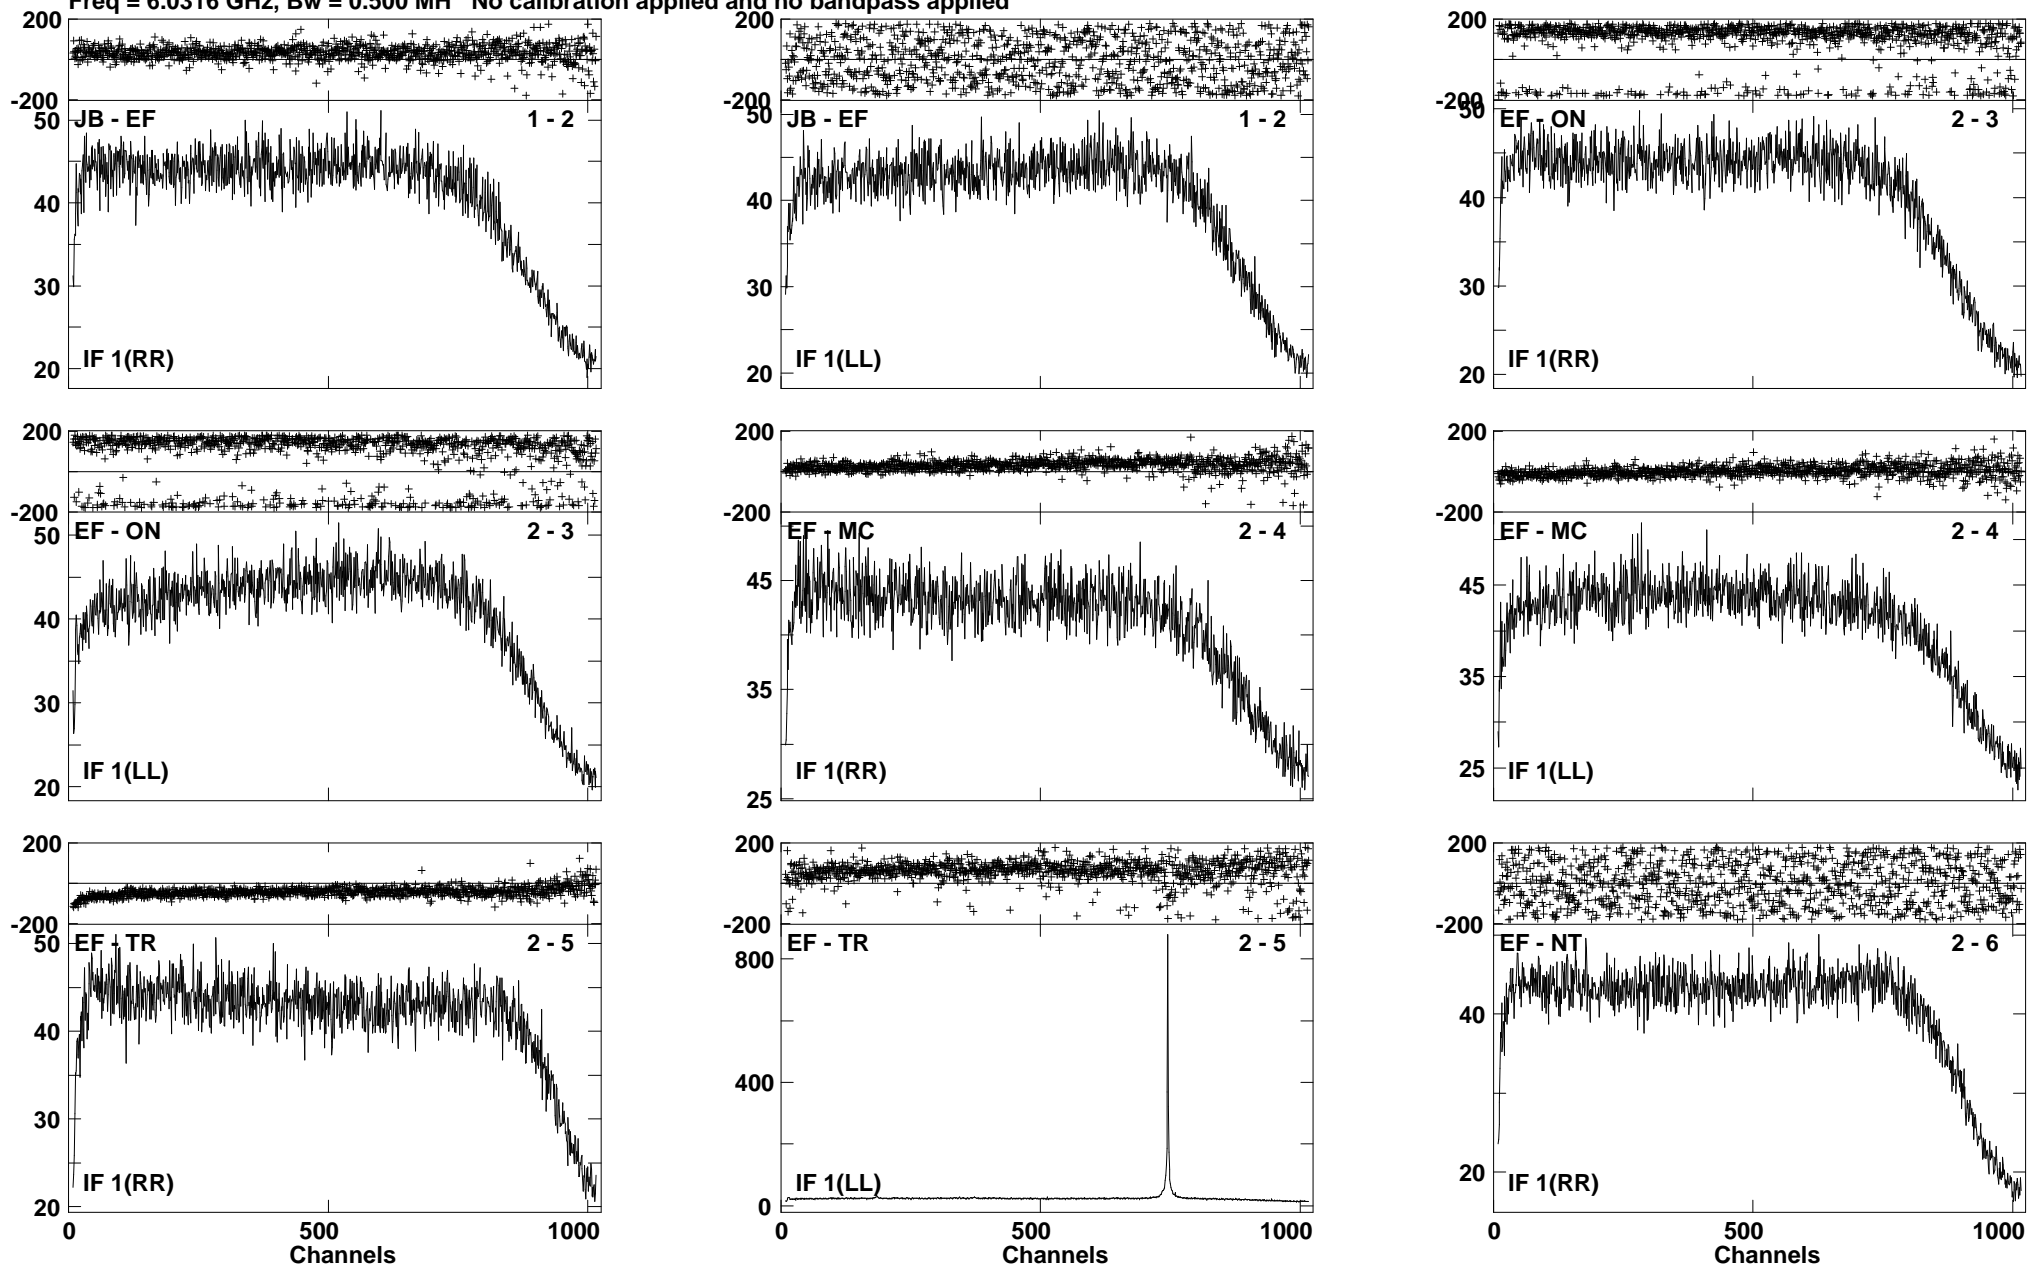 Freq = 6.0316 GHz, Bw = 0.500 MH No calibration applied and no bandpass applied
200
-200
JB - EF 1 - 2
50
40
30
20
IF 1(RR)
200
-200
JB - EF 1 - 2
50
40
30
20
IF 1(LL)
200
-200
EF - ON 2 - 3
50
40
30
20
IF 1(RR)
200
-200
EF - ON 2 - 3
50
40
30
20
IF 1(LL)
200
-200
EF - MC 2 - 4
45
35
25
IF 1(RR)
200
-200
EF - MC 2 - 4
45
35
25
IF 1(LL)
200
-200
EF - TR 2 - 5
50
40
30
20
IF 1(RR)
0 500 1000
Channels
200
-200
EF - TR 2 - 5
800
400
0
IF 1(LL)
0 500 1000
Channels
200
-200
EF - NT 2 - 6
40
20
IF 1(RR)
0 500 1000
Channels